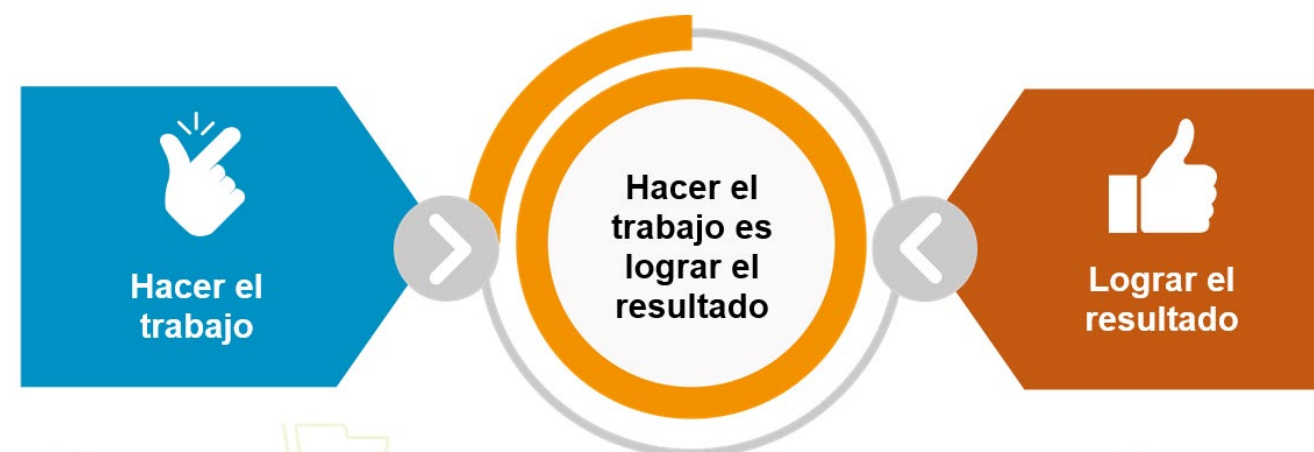 Hacer el
trabajo
Hacer el
trabajo es
lograr el
resultado
Lograr el
resultado